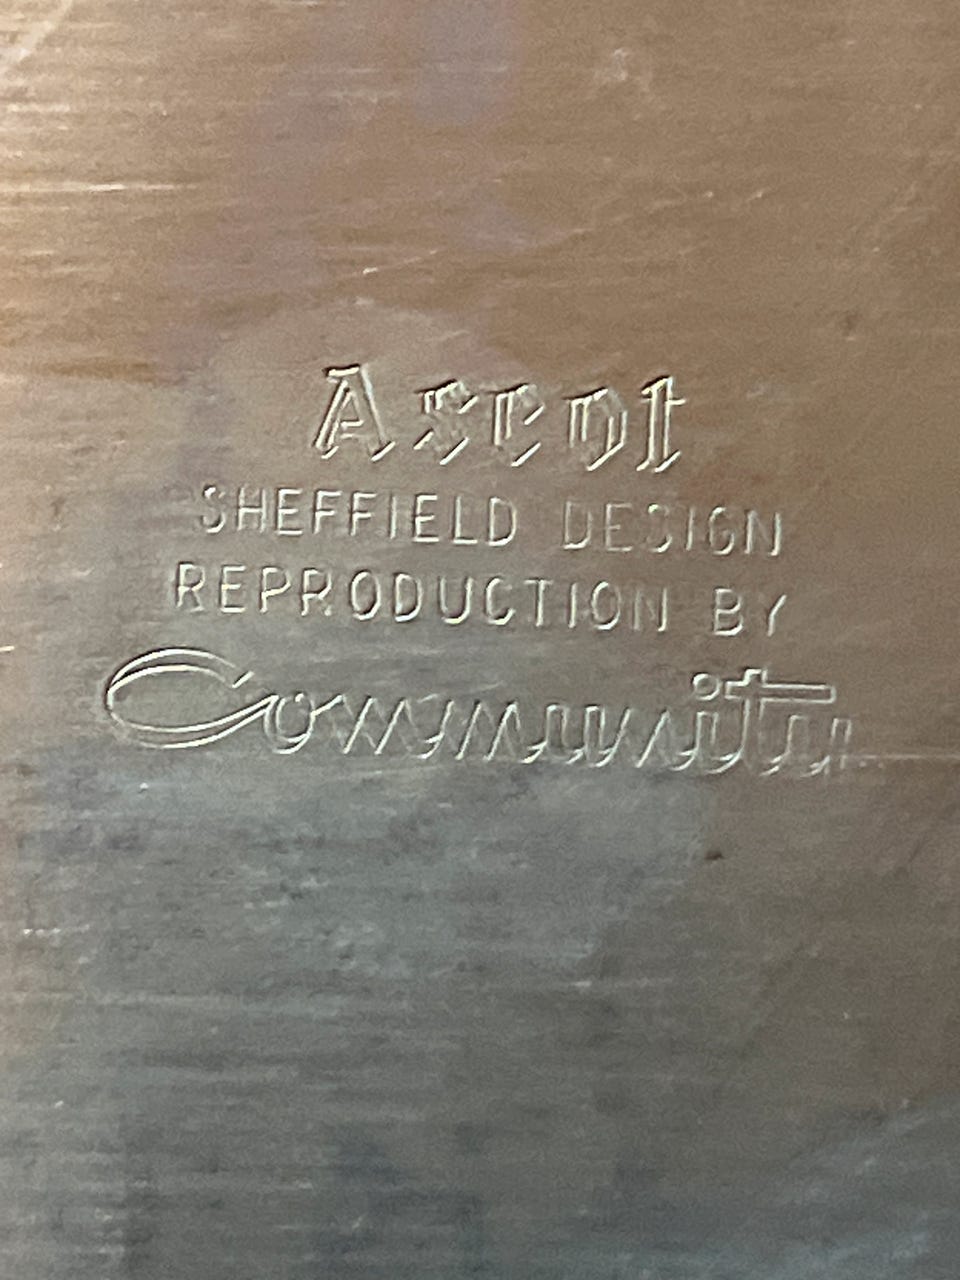 Ascot
SHEFFIELD DESIGN
REPRODUCTION BY
Community